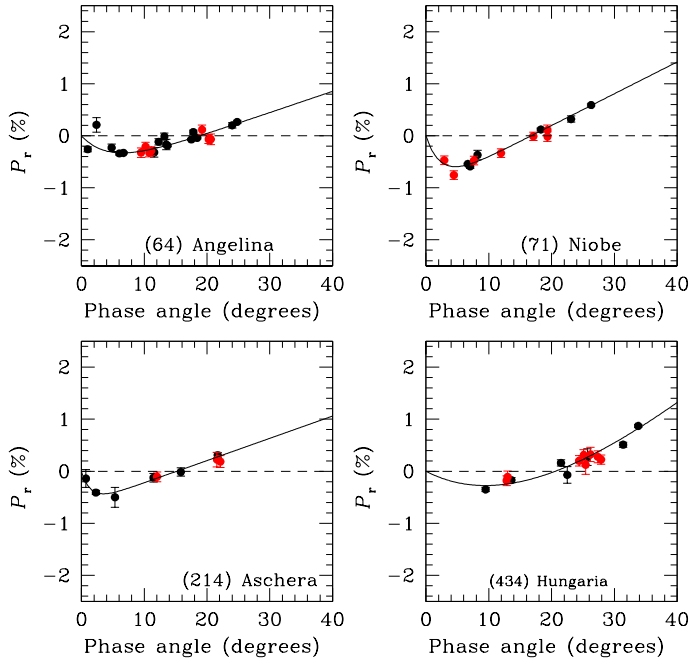 2
1
0
−1
−2
P_r (%)
(64) Angelina
0 10 20 30 40
Phase angle (degrees)
2
1
0
−1
−2
P_r (%)
(71) Niobe
0 10 20 30 40
Phase angle (degrees)
2
1
0
−1
−2
P_r (%)
(214) Aschera
0 10 20 30 40
Phase angle (degrees)
2
1
0
−1
−2
P_r (%)
(434) Hungaria
0 10 20 30 40
Phase angle (degrees)